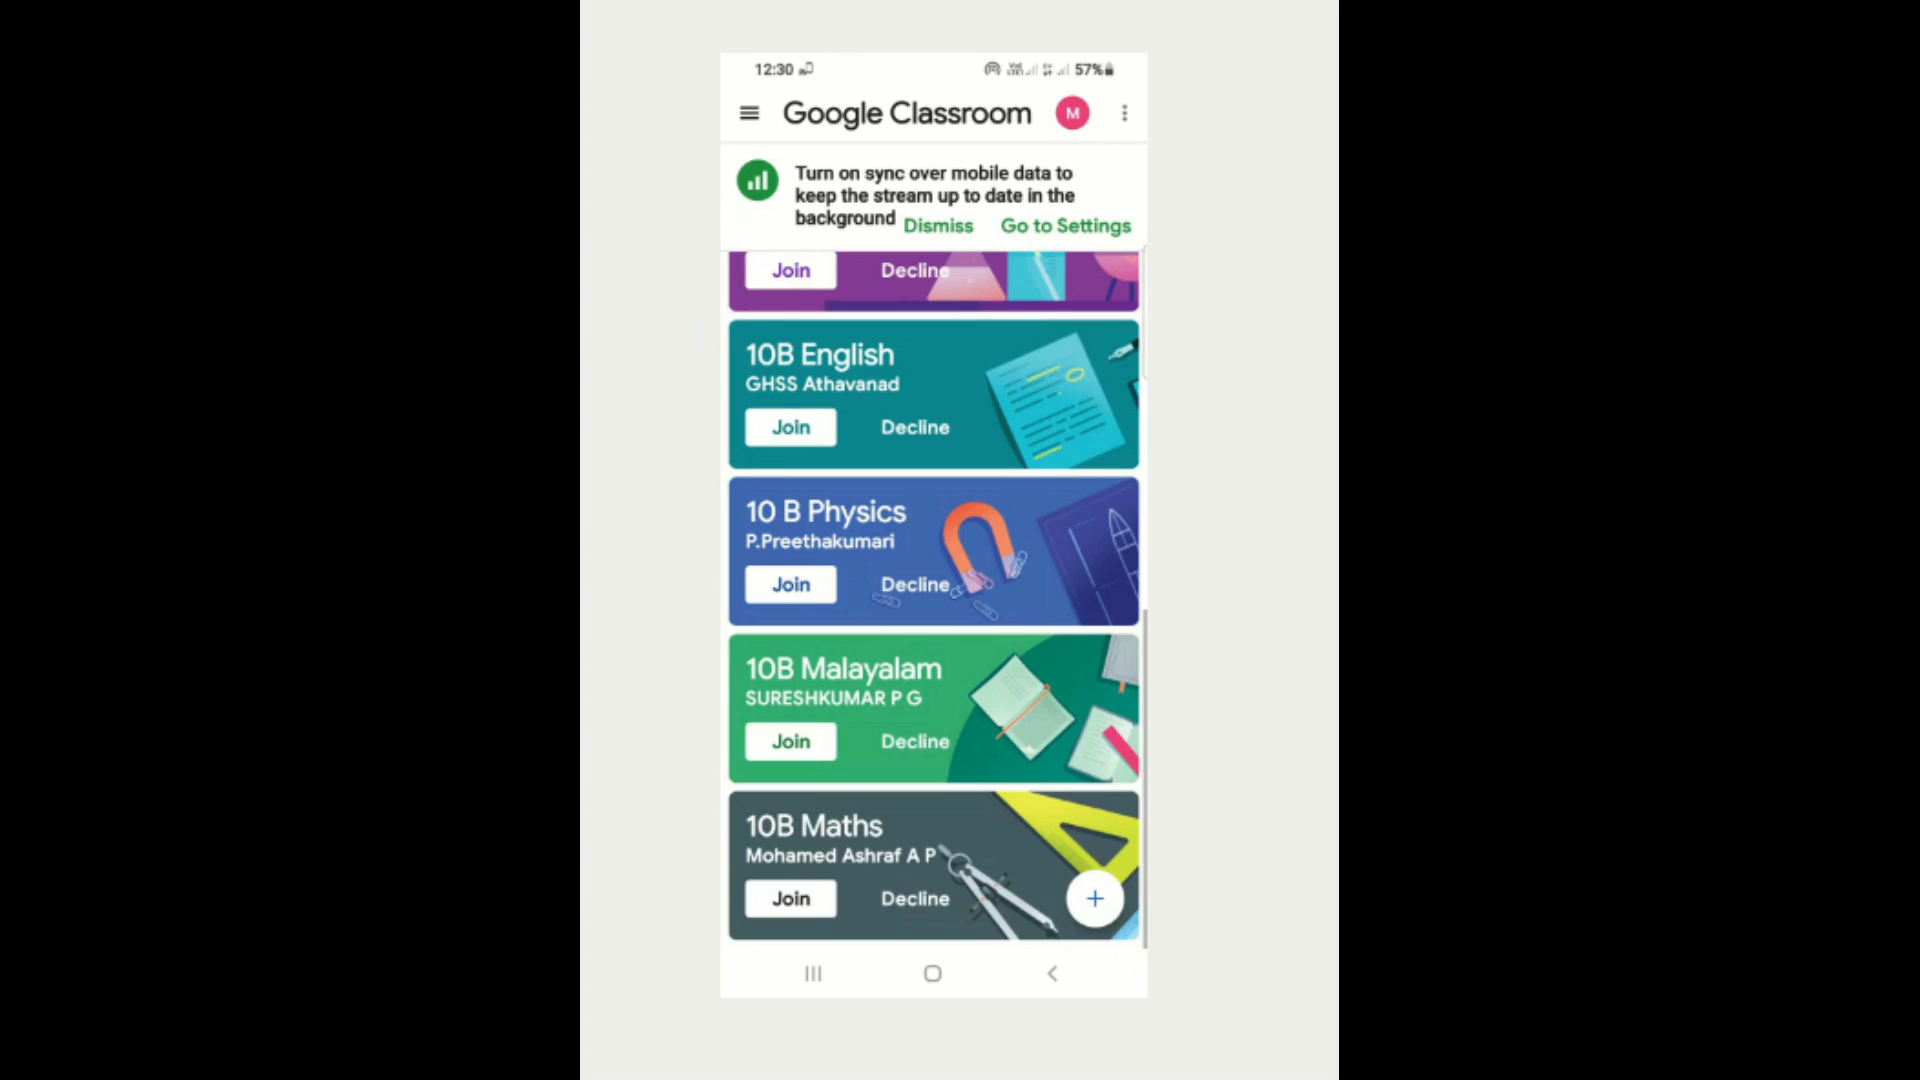 12:30
57%
Google Classroom
M
Turn on sync over mobile data to
keep the stream up to date in the
background
Dismiss Go to Settings
Join Decline
10B English
GHSS Athavanad
Join Decline
10 B Physics
P.Preethakumari
Join Decline
10B Malayalam
SURESHKUMAR P G
Join Decline
10B Maths
Mohamed Ashraf A P
Join Decline